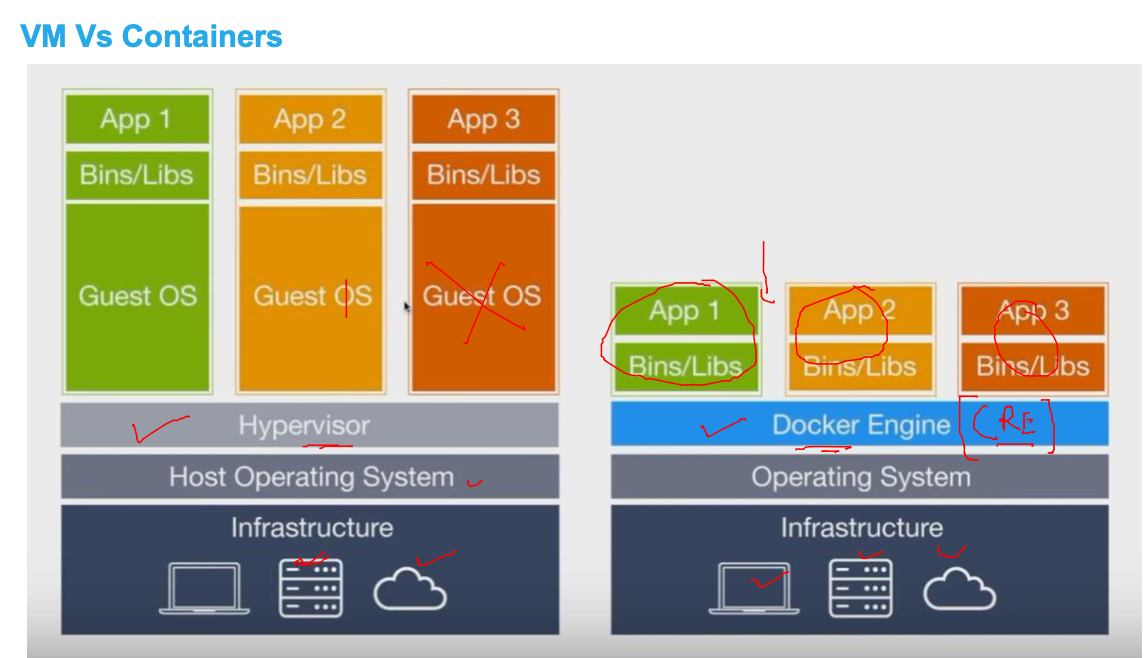 VM Vs Containers
App 1
App 2
App 3
Bins/Libs
Bins/Libs
Bins/Libs
Guest OS
Guest OS
Guest OS
Hypervisor
Host Operating System
Infrastructure
App 1
App 2
App 3
Bins/Libs
Bins/Libs
Bins/Libs
Docker Engine [CRE]
Operating System
Infrastructure